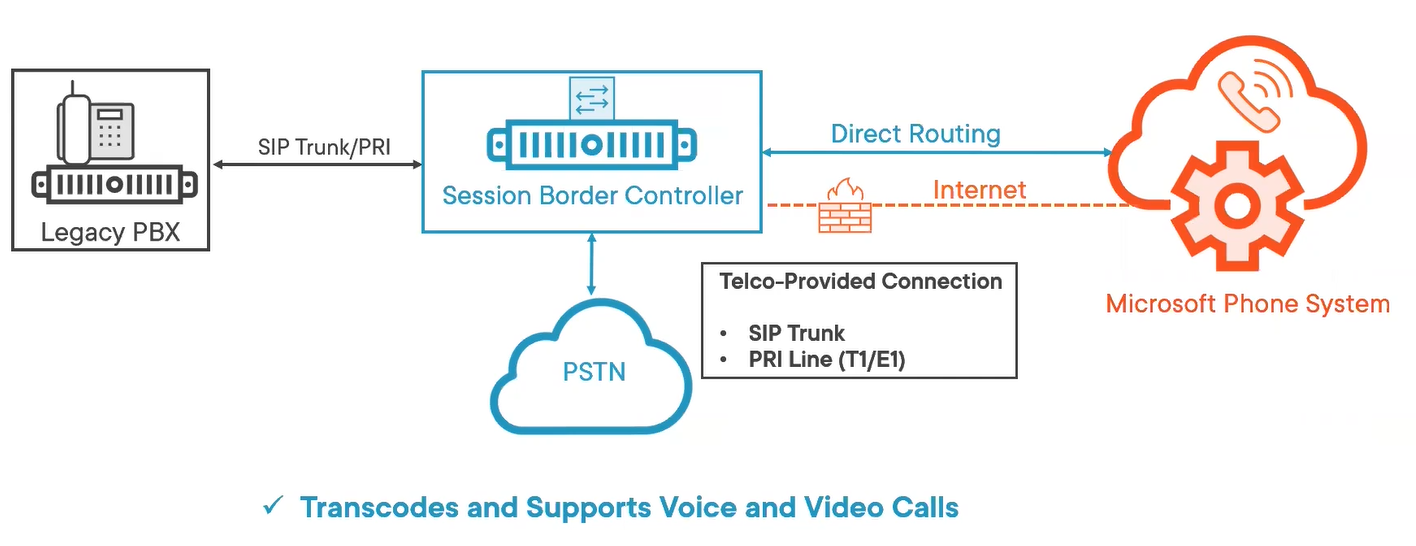 SIP Trunk/PRI
Legacy PBX
Session Border Controller
Direct Routing
Internet
Microsoft Phone System
Telco-Provided Connection
• SIP Trunk
• PRI Line (T1/E1)
PSTN
✓ Transcodes and Supports Voice and Video Calls